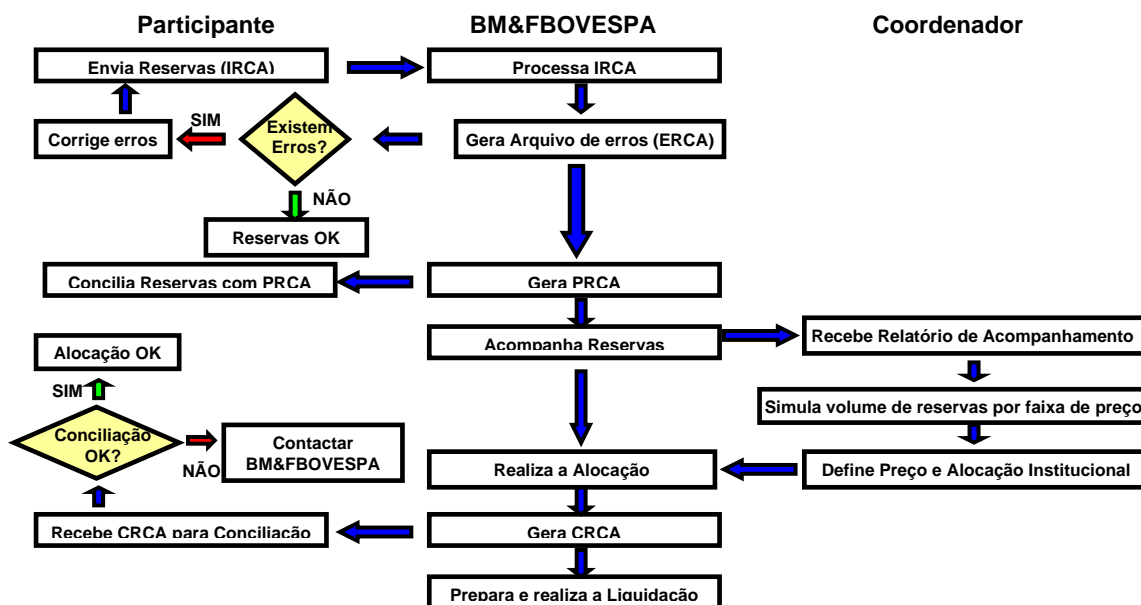 Participante
BM&FBOVESPA
Coordenador
Envia Reservas (IRCA)
Processa IRCA
SIM
Existem
Erros?
Corrige erros
Gera Arquivo de erros (ERCA)
NÃO
Reservas OK
Concilia Reservas com PRCA
Gera PRCA
Acompanha Reservas
Recebe Relatório de Acompanhamento
Alocação OK
SIM
Simula volume de reservas por faixa de preço
Conciliação
OK?
NÃO
Contactar
BM&FBOVESPA
Realiza a Alocação
Define Preço e Alocação Institucional
Recebe CRCA para Conciliação
Gera CRCA
Prepara e realiza a Liquidação